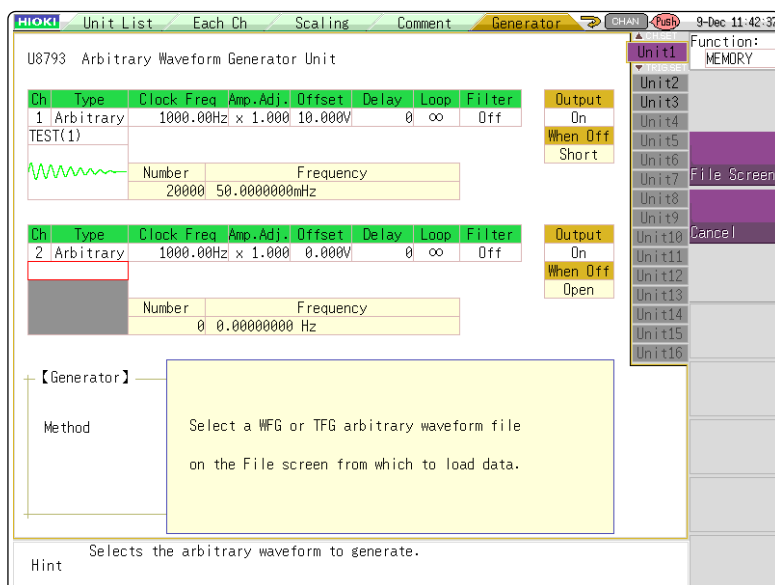 HIOKI Unit List Each Ch Scaling Comment Generator CHAN Push 9-Dec 11:42:37
CH.SET
Unit1
TRIG.SET
Unit2
Unit3
Unit4
Unit5
Unit6
Unit7
Unit8
Unit9
Unit10
Unit11
Unit12
Unit13
Unit14
Unit15
Unit16
Function:
MEMORY
File Screen
Cancel
U8793 Arbitrary Waveform Generator Unit
Ch Type Clock Freq Amp.Adj. Offset Delay Loop Filter Output
1 Arbitrary 1000.00Hz x 1.000 10.000V 0 ∞ Off On
TEST(1) When Off
Short
Number Frequency
20000 50.0000000mHz
Ch Type Clock Freq Amp.Adj. Offset Delay Loop Filter Output
2 Arbitrary 1000.00Hz x 1.000 0.000V 0 ∞ Off On
When Off
Open
Number Frequency
0 0.00000000 Hz
【Generator】
Method
Select a WFG or TFG arbitrary waveform file
on the File screen from which to load data.
Selects the arbitrary waveform to generate.
Hint